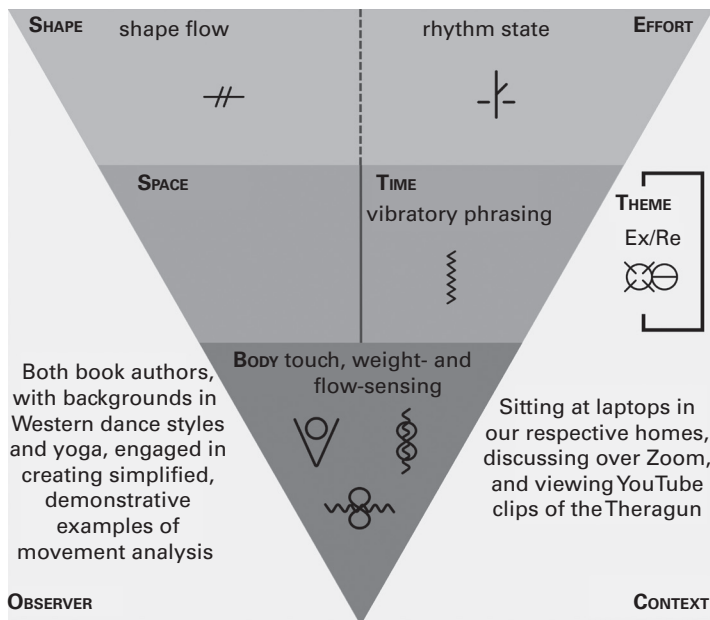 SHAPE
shape flow
rhythm state
EFFORT
SPACE
TIME
vibratory phrasing
THEME
Ex/Re
BODY touch, weight- and
flow-sensing
Both book authors,
with backgrounds in
Western dance styles
and yoga, engaged in
creating simplified,
demonstrative
examples of
movement analysis
Sitting at laptops in
our respective homes,
discussing over Zoom,
and viewing YouTube
clips of the Theragun
OBSERVER
CONTEXT